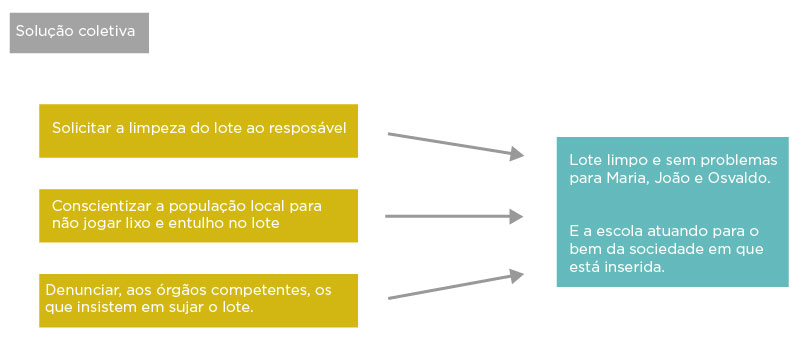 Solução coletiva
Solicitar a limpeza do lote ao resposável
Conscientizar a população local para
não jogar lixo e entulho no lote
Denunciar, aos órgãos competentes, os
que insistem em sujar o lote.
Lote limpo e sem problemas
para Maria, João e Osvaldo.
E a escola atuando para o
bem da sociedade em que
está inserida.